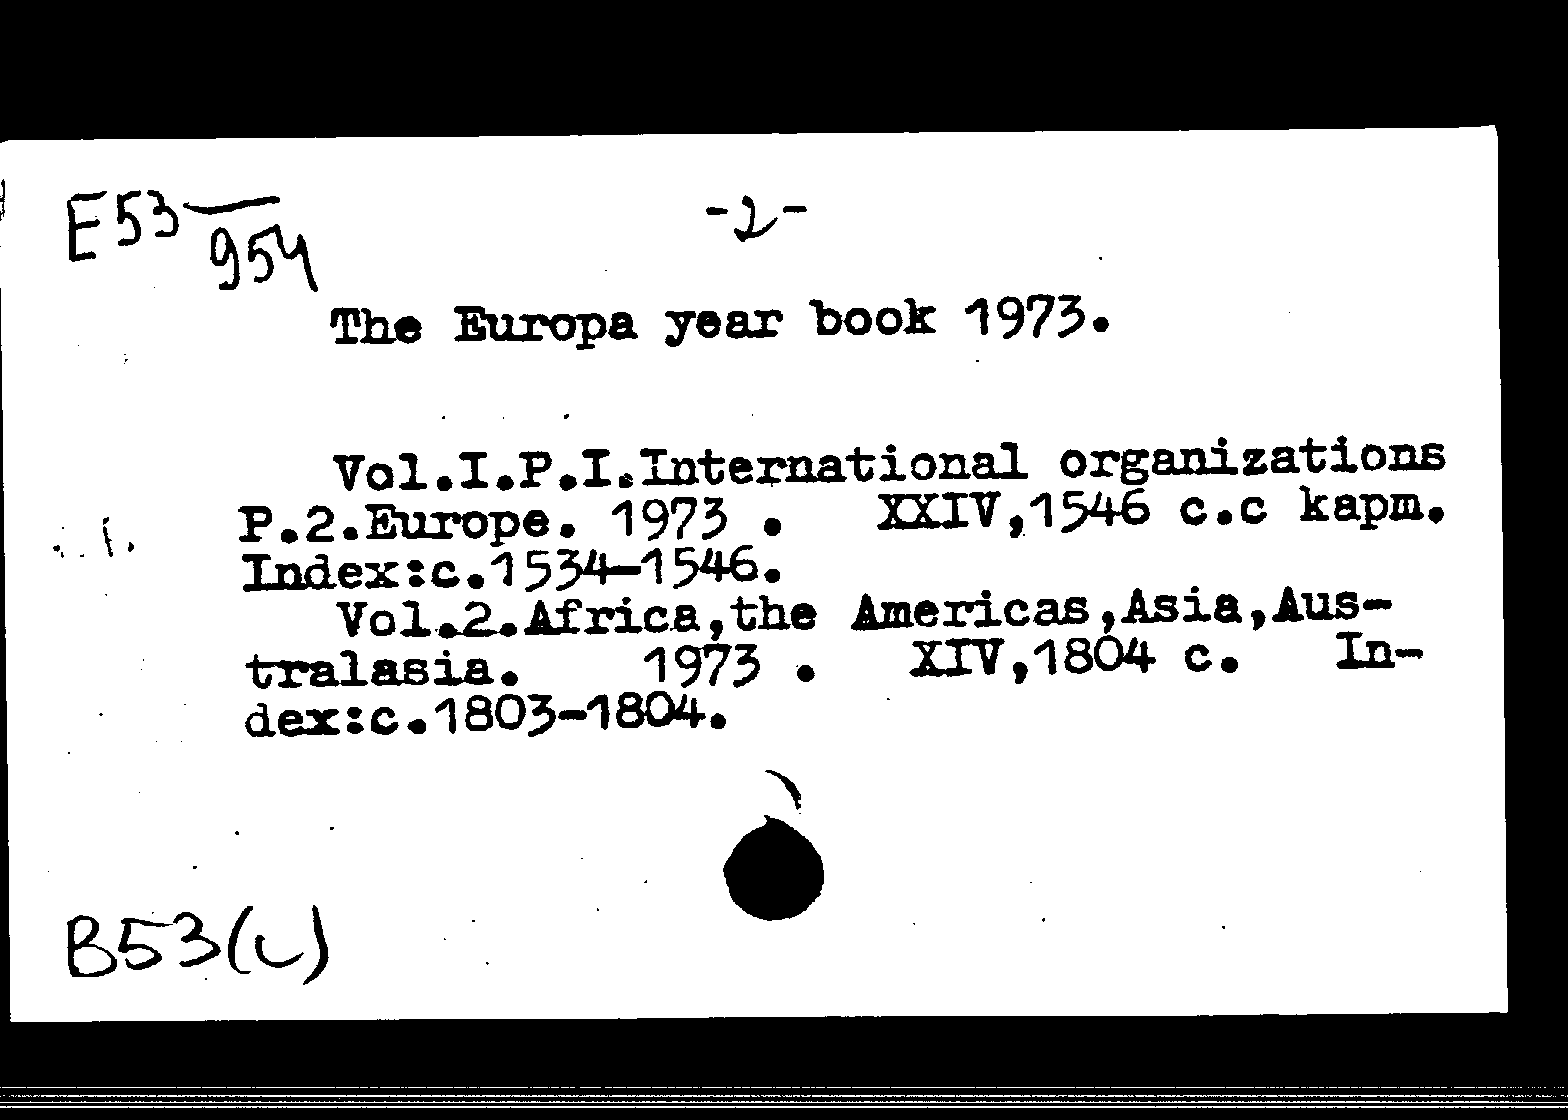 E53/954
-2-
The Europa year book 1973.
Vol.I.P.I.International organizations
P.2.Europe. 1973 . XXIV,1546 c.c карт.
Index:c.1534-1546.
Vol.2.Africa,the Americas,Asia,Aus-
tralasia. 1973 . XIV,1804 c. In-
dex:c.1803-1804.
B53(c)